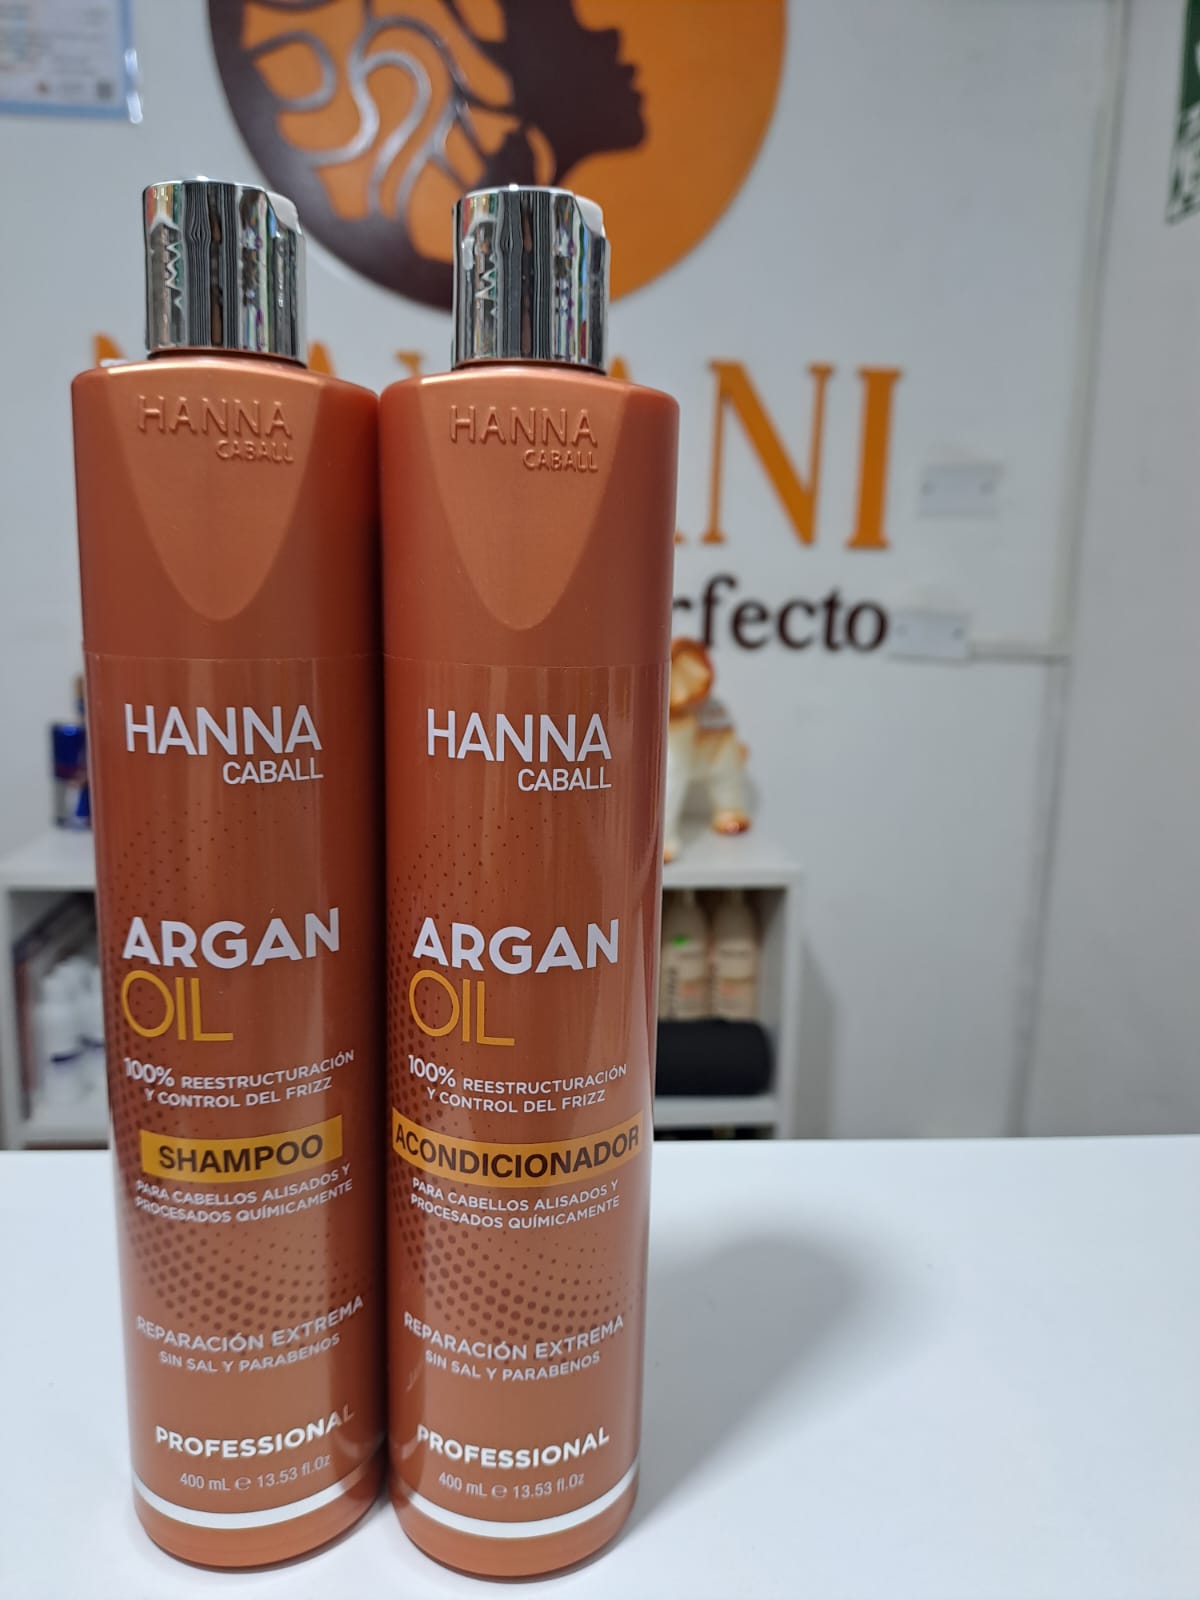 HANNA
CABALL
HANNA
CABALL
ARGAN
OIL
100% REESTRUCTURACIÓN
Y CONTROL DEL FRIZZ
SHAMPOO
PARA CABELLOS ALISADOS Y
PROCESADOS QUÍMICAMENTE
REPARACIÓN EXTREMA
SIN SAL Y PARABENOS
PROFESSIONAL
400 mL ℮ 13.53 fl.Oz
HANNA
CABALL
HANNA
CABALL
ARGAN
OIL
100% REESTRUCTURACIÓN
Y CONTROL DEL FRIZZ
ACONDICIONADOR
PARA CABELLOS ALISADOS Y
PROCESADOS QUÍMICAMENTE
REPARACIÓN EXTREMA
SIN SAL Y PARABENOS
PROFESSIONAL
400 mL ℮ 13.53 fl.Oz